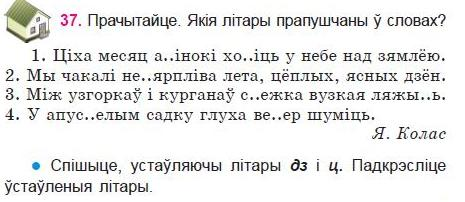 37. Прачытайце. Якія літары прапушчаны ў словах?
1. Ціха месяц а..інокі хо..іць у небе над зямлёю.
2. Мы чакалі не..ярпліва лета, цёплых, ясных дзён.
3. Між узгоркаў і курганаў с..ежка вузкая ляжы..ь.
4. У апус..елым садку глуха ве..ер шуміць.
Я. Колас
• Спішыце, устаўляючы літары дз і ц. Падкрэсліце
ўстаўленыя літары.